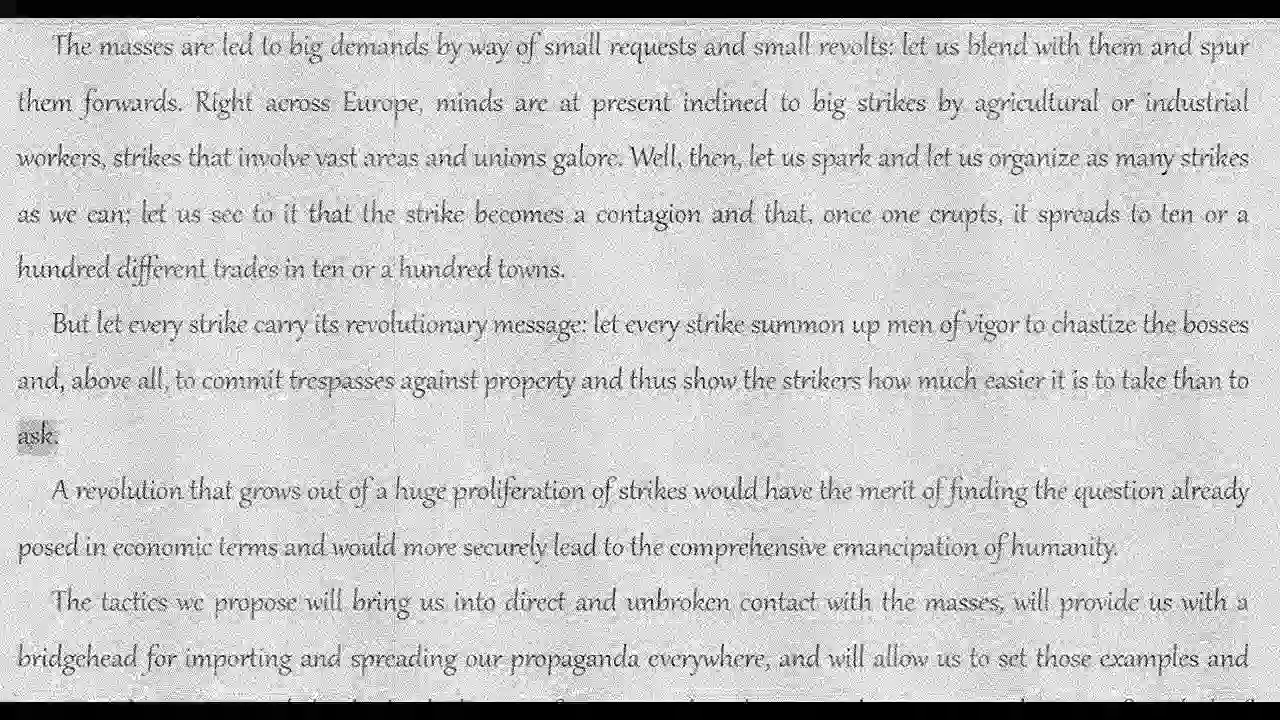 The masses are led to big demands by way of small requests and small revolts: let us blend with them and spur
them forwards. Right across Europe, minds are at present inclined to big strikes by agricultural or industrial
workers, strikes that involve vast areas and unions galore. Well, then, let us spark and let us organize as many strikes
as we can; let us see to it that the strike becomes a contagion and that, once one erupts, it spreads to ten or a
hundred different trades in ten or a hundred towns.
But let every strike carry its revolutionary message: let every strike summon up men of vigor to chastize the bosses
and, above all, to commit trespasses against property and thus show the strikers how much easier it is to take than to
ask.
A revolution that grows out of a huge proliferation of strikes would have the merit of finding the question already
posed in economic terms and would more securely lead to the comprehensive emancipation of humanity.
The tactics we propose will bring us into direct and unbroken contact with the masses, will provide us with a
bridgehead for importing and spreading our propaganda everywhere, and will allow us to set those examples and